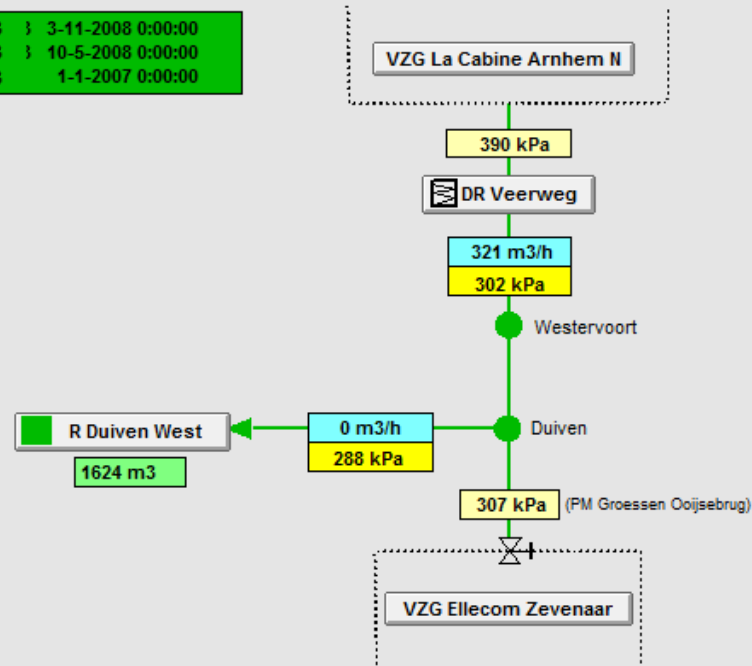 3-11-2008 0:00:00
10-5-2008 0:00:00
1-1-2007 0:00:00
VZG La Cabine Arnhem N
390 kPa
DR Veerweg
321 m3/h
302 kPa
Westervoort
R Duiven West
0 m3/h
Duiven
288 kPa
1624 m3
307 kPa (PM Groessen Ooijsebrug)
VZG Ellecom Zevenaar